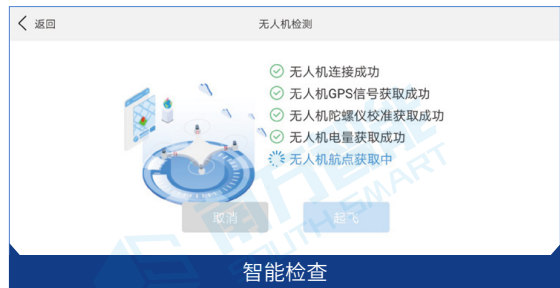 返回
无人机检测
无人机连接成功
无人机GPS信号获取成功
无人机陀螺仪校准获取成功
无人机电量获取成功
无人机航点获取中
取消
起飞
SOUTH SMART
智能检查